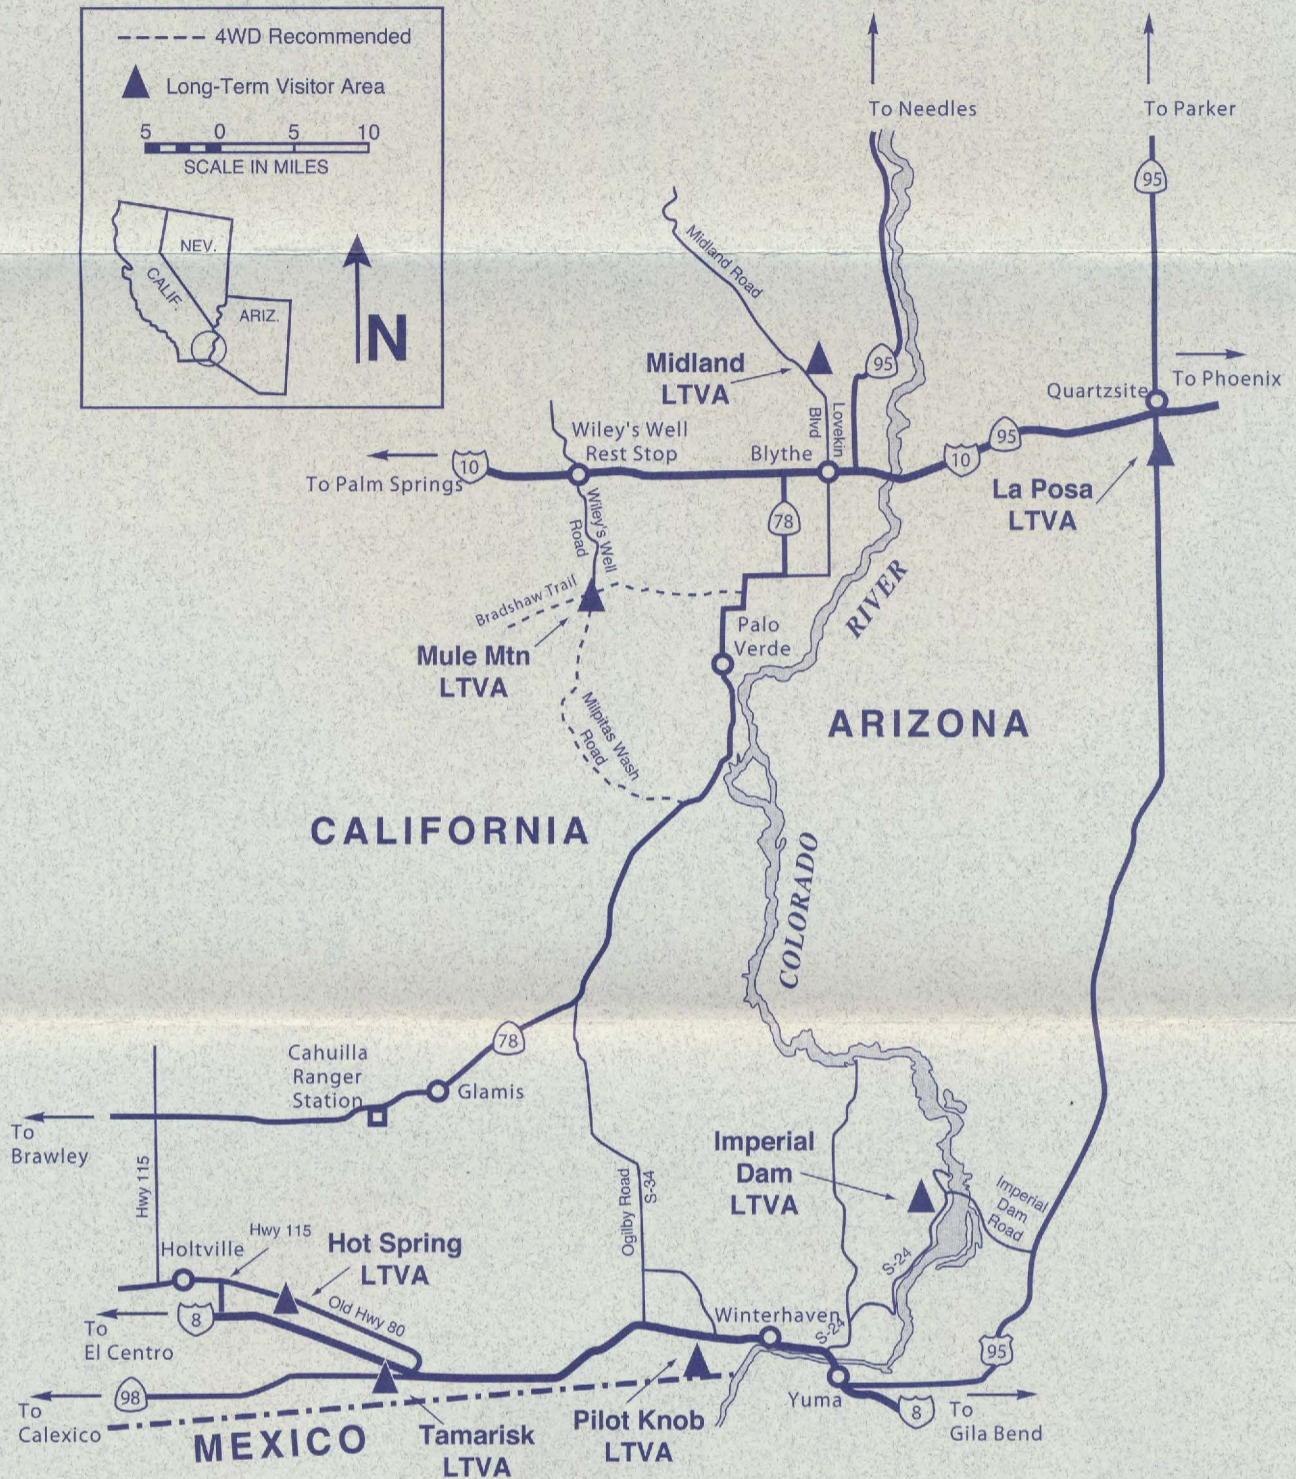 4WD Recommended
Long-Term Visitor Area
5 0 5 10
SCALE IN MILES
NEV.
CALIF.
ARIZ.
N
To Needles
To Parker
95
Midland Road
Midland
LTVA
95
Lovekin
Blvd
Quartzsite
To Phoenix
Wiley's Well
Rest Stop
Blythe
95
10
10
To Palm Springs
La Posa
LTVA
Wiley's Well
Road
78
Bradshaw Trail
RIVER
Mule Mtn
LTVA
Palo
Verde
Milpitas Wash
Road
ARIZONA
CALIFORNIA
COLORADO
78
Cahuilla
Ranger
Station
Glamis
To
Brawley
Hwy 115
Imperial
Dam
LTVA
Ogilby Road
S-34
Imperial
Dam
Road
Holtville
Hwy 115
Hot Spring
LTVA
S-24
Old Hwy 80
8
To
El Centro
Winterhaven
S-24
95
98
To
Calexico
Yuma
8
To
Gila Bend
MEXICO
Tamarisk
LTVA
Pilot Knob
LTVA